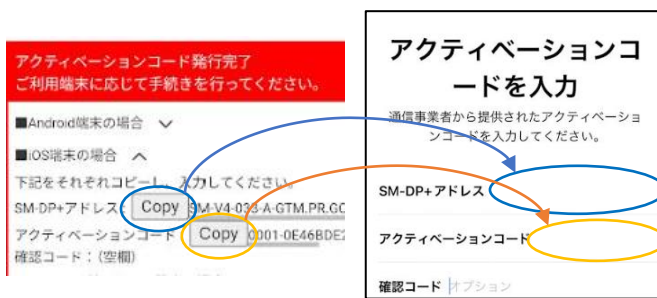 アクティベーションコード発行完了
ご利用端末に応じて手続きを行ってください。
■Android端末の場合
■iOS端末の場合
下記をそれぞれコピーし、入力してください。
SM-DP+アドレス: Copy SM-V4-033-A-GTM.PR.GO
アクティベーションコード: Copy 0001-0E46BDE2
確認コード：(空欄)
アクティベーションコ
ードを入力
通信事業者から提供されたアクティベーショ
ンコードを入力してください。
SM-DP+アドレス
アクティベーションコード
確認コード オプション